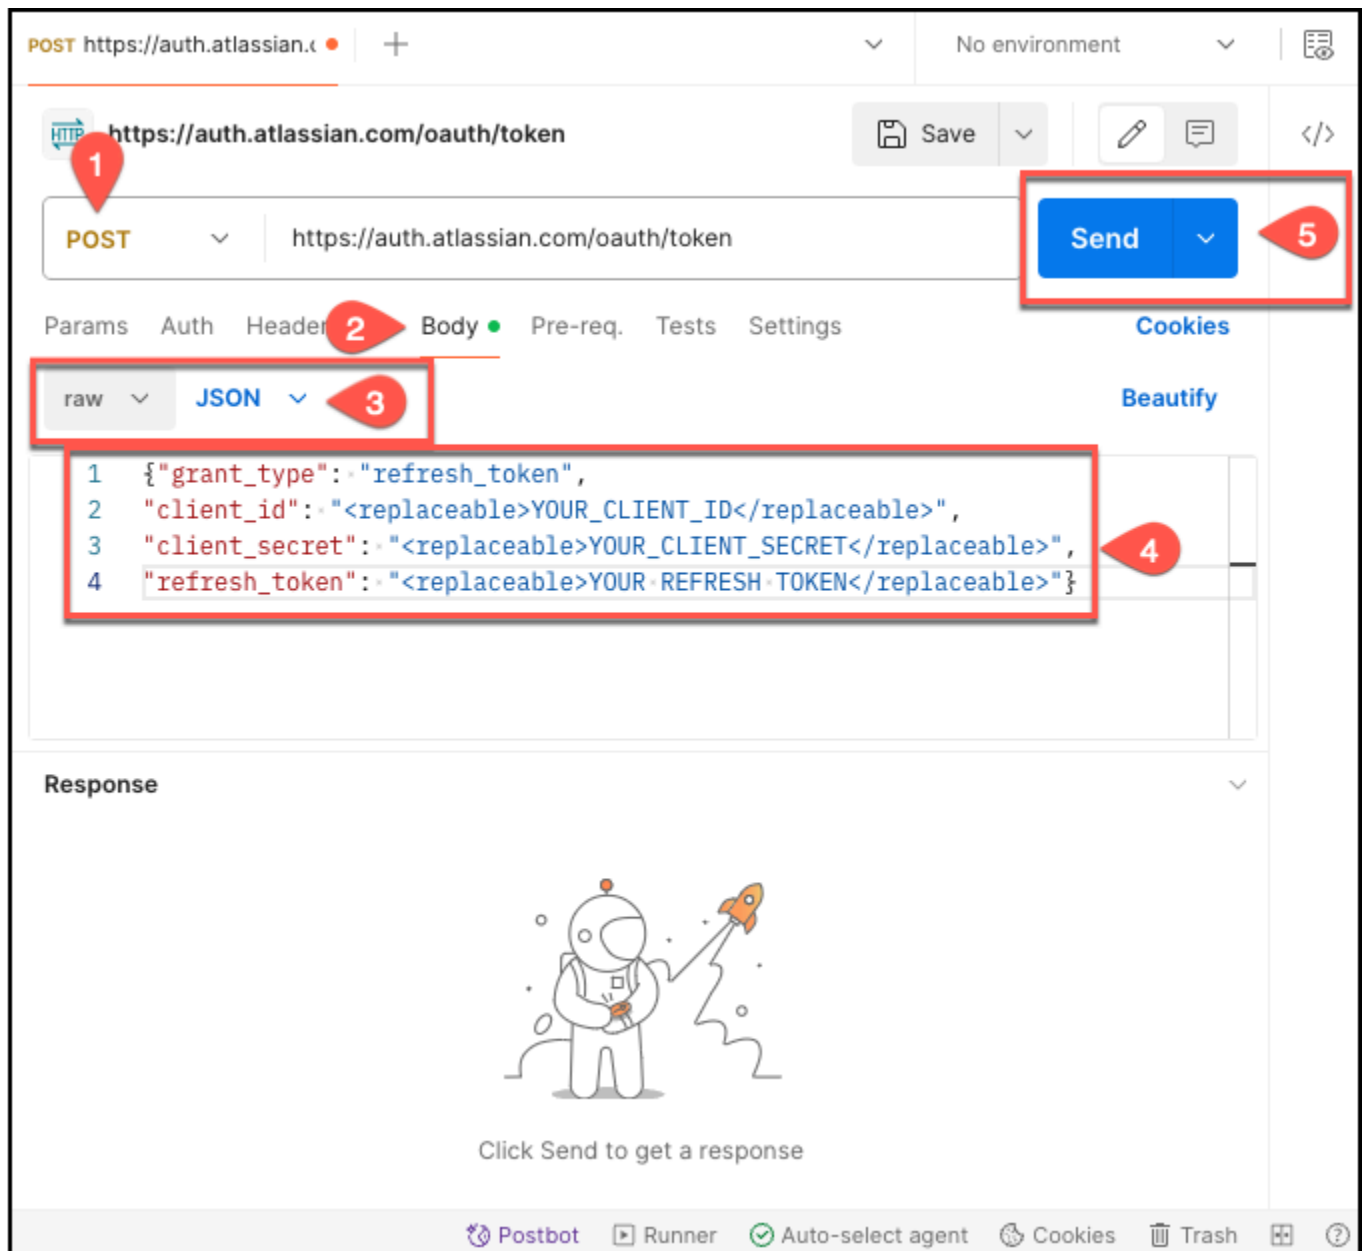 POST https://auth.atlassian.c
No environment
HTTP https://auth.atlassian.com/oauth/token
Save
1
POST https://auth.atlassian.com/oauth/token
Send
5
Params Auth Header 2 Body Pre-req. Tests Settings Cookies
raw JSON 3 Beautify
1 {"grant_type": "refresh_token",
2 "client_id": "<replaceable>YOUR_CLIENT_ID</replaceable>",
3 "client_secret": "<replaceable>YOUR_CLIENT_SECRET</replaceable>",
4
4 "refresh_token": "<replaceable>YOUR REFRESH TOKEN</replaceable>"}
Response
Click Send to get a response
Postbot Runner Auto-select agent Cookies Trash